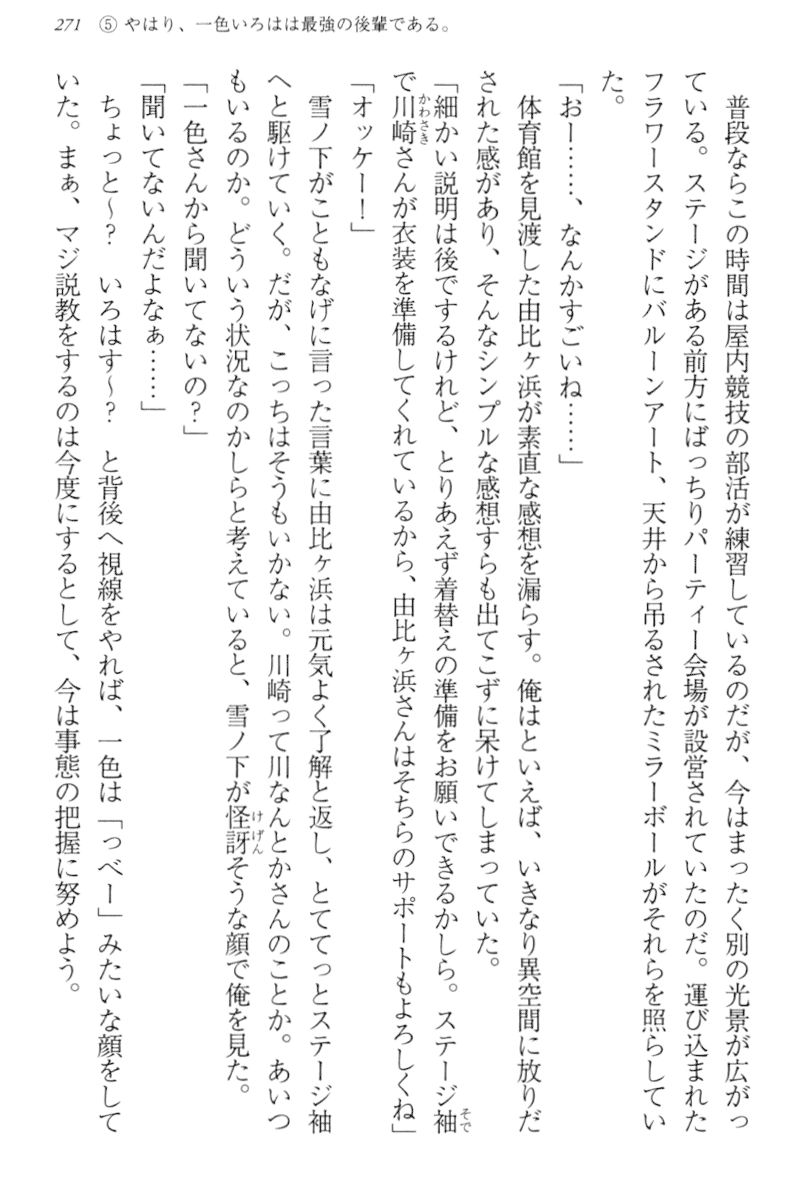 271 ⑤ やはり、一色いろはは最強の後輩である。
　普段ならこの時間は屋内競技の部活が練習しているのだが、今はまったく別の光景が広がっ
ている。ステージがある前方にばっちりパーティー会場が設営されていたのだ。運び込まれた
フラワースタンドにバルーンアート、天井から吊るされたミラーボールがそれらを照らしてい
た。
「おー……、なんかすごいね……」
　体育館を見渡した由比ヶ浜が素直な感想を漏らす。俺はといえば、いきなり異空間に放りだ
された感があり、そんなシンプルな感想すらも出てこずに呆けてしまっていた。
「細かい説明は後でするけれど、とりあえず着替えの準備をお願いできるかしら。ステージ袖
で川崎さんが衣装を準備してくれているから、由比ヶ浜さんはそちらのサポートもよろしくね」
「オッケー！」
　雪ノ下がこともなげに言った言葉に由比ヶ浜は元気よく了解と返し、とててっとステージ袖
へと駆けていく。だが、こっちはそうもいかない。川崎って川なんとかさんのことか。あいつ
もいるのか。どういう状況なのかしらと考えていると、雪ノ下が怪訝そうな顔で俺を見た。
「一色さんから聞いてないの？」
「聞いてないんだよなぁ……」
　ちょっと〜？　いろはす〜？　と背後へ視線をやれば、一色は「っべー」みたいな顔をして
いた。まぁ、マジ説教をするのは今度にするとして、今は事態の把握に努めよう。